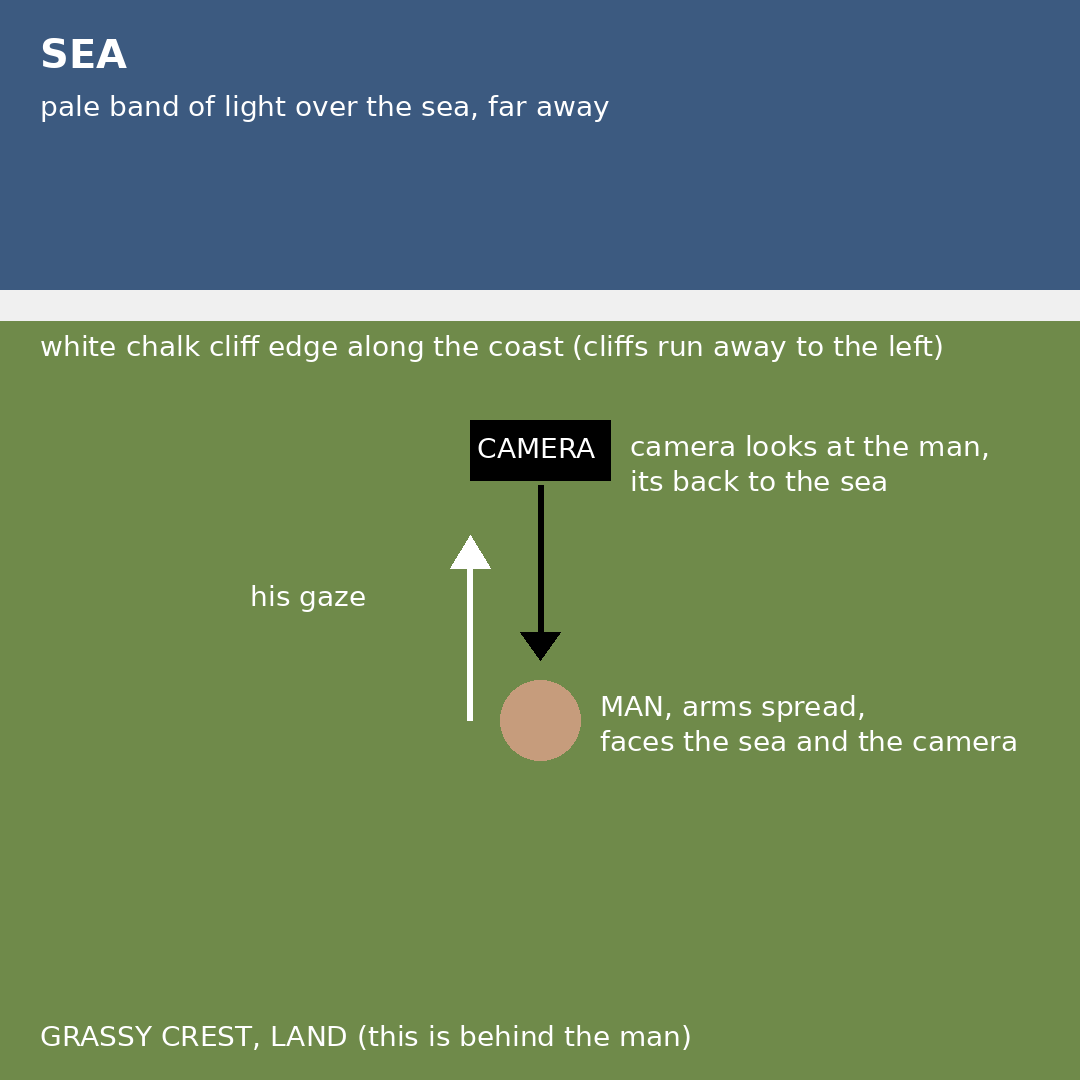 SEA
pale band of light over the sea, far away
white chalk cliff edge along the coast (cliffs run away to the left)
CAMERA
camera looks at the man,
its back to the sea
his gaze
MAN, arms spread,
faces the sea and the camera
GRASSY CREST, LAND (this is behind the man)